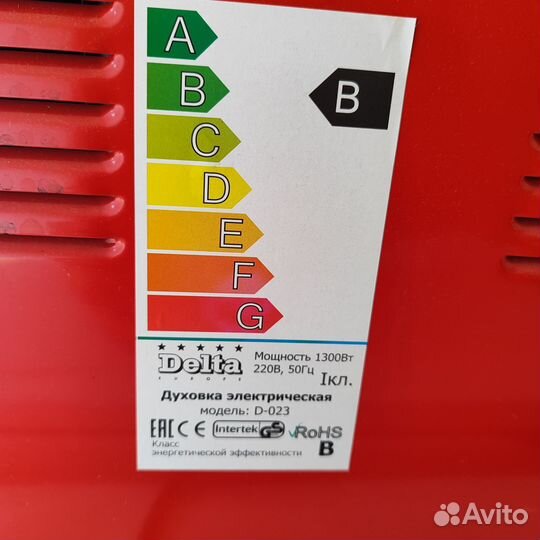 A
B
B
C
D
E
F
G
Delta
EUROPE
Мощность 1300Вт
220В, 50Гц
Iкл.
Духовка электрическая
модель: D-023
EAC CE Intertek GS RoHS
Класс
энергетической эффективности B
Avito